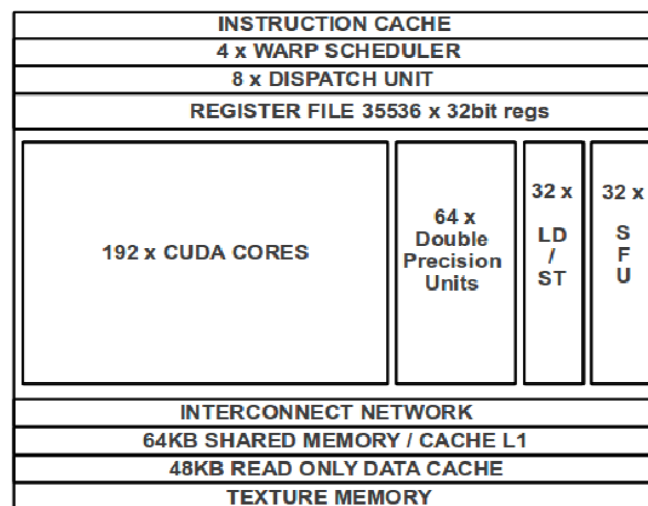 INSTRUCTION CACHE
4 x WARP SCHEDULER
8 x DISPATCH UNIT
REGISTER FILE 35536 x 32bit regs
192 x CUDA CORES
64 x
Double
Precision
Units
32 x
LD
/
ST
32 x
S
F
U
INTERCONNECT NETWORK
64KB SHARED MEMORY / CACHE L1
48KB READ ONLY DATA CACHE
TEXTURE MEMORY